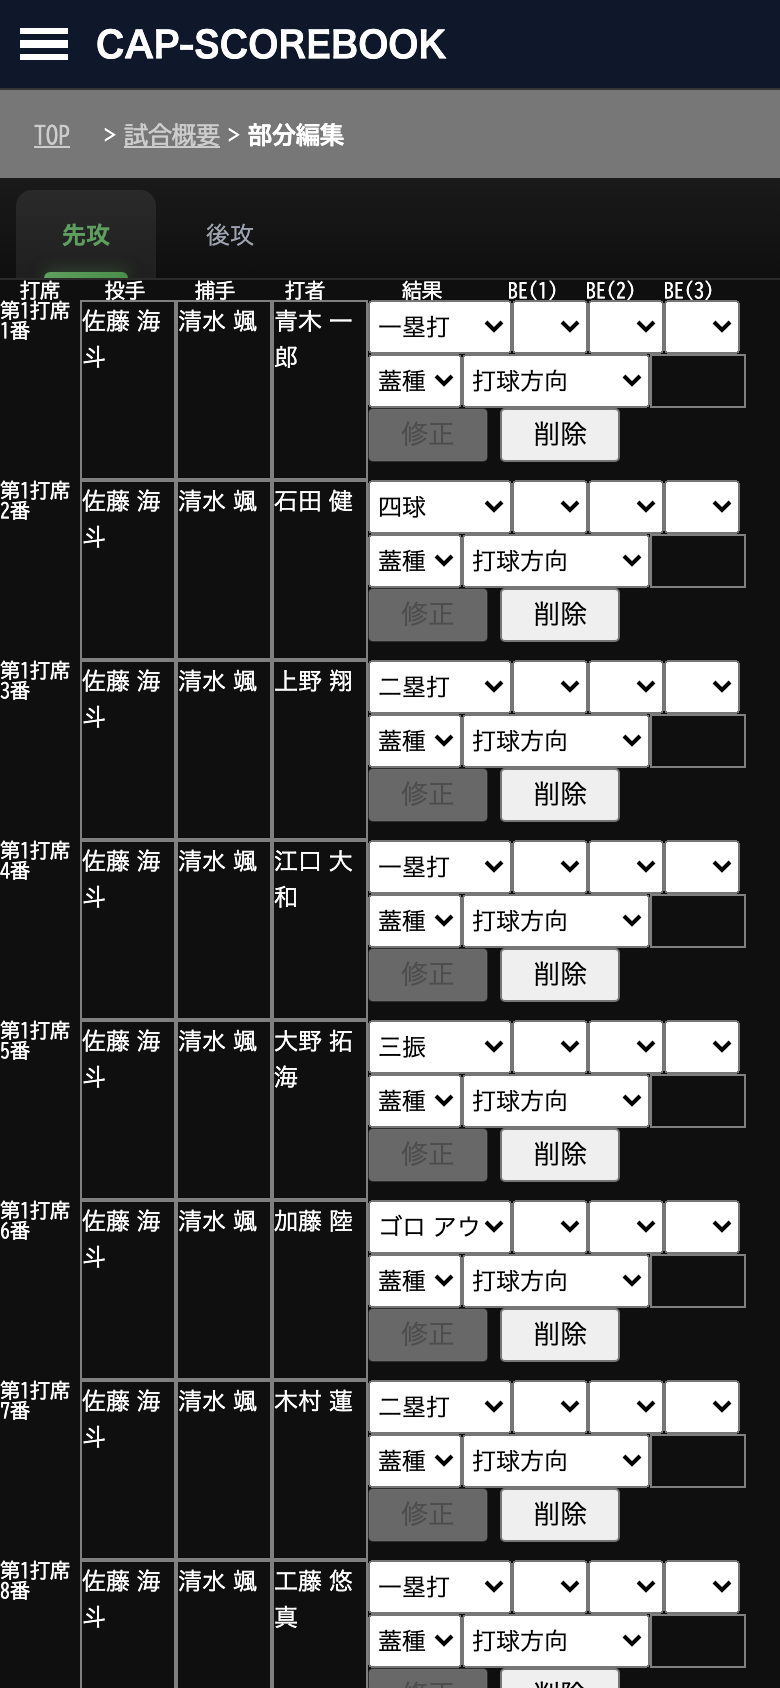 CAP-SCOREBOOK
TOP > 試合概要 > 部分編集
先攻 後攻
打席 投手 捕手 打者 結果 BE(1) BE(2) BE(3)
第1打席 1番
佐藤 海斗
清水 颯
青木 一郎
一塁打
蓋種 打球方向
修正 削除
第1打席 2番
佐藤 海斗
清水 颯
石田 健
四球
蓋種 打球方向
修正 削除
第1打席 3番
佐藤 海斗
清水 颯
上野 翔
二塁打
蓋種 打球方向
修正 削除
第1打席 4番
佐藤 海斗
清水 颯
江口 大和
一塁打
蓋種 打球方向
修正 削除
第1打席 5番
佐藤 海斗
清水 颯
大野 拓海
三振
蓋種 打球方向
修正 削除
第1打席 6番
佐藤 海斗
清水 颯
加藤 陸
ゴロ アウ
蓋種 打球方向
修正 削除
第1打席 7番
佐藤 海斗
清水 颯
木村 蓮
二塁打
蓋種 打球方向
修正 削除
第1打席 8番
佐藤 海斗
清水 颯
工藤 悠真
一塁打
蓋種 打球方向
修正 削除